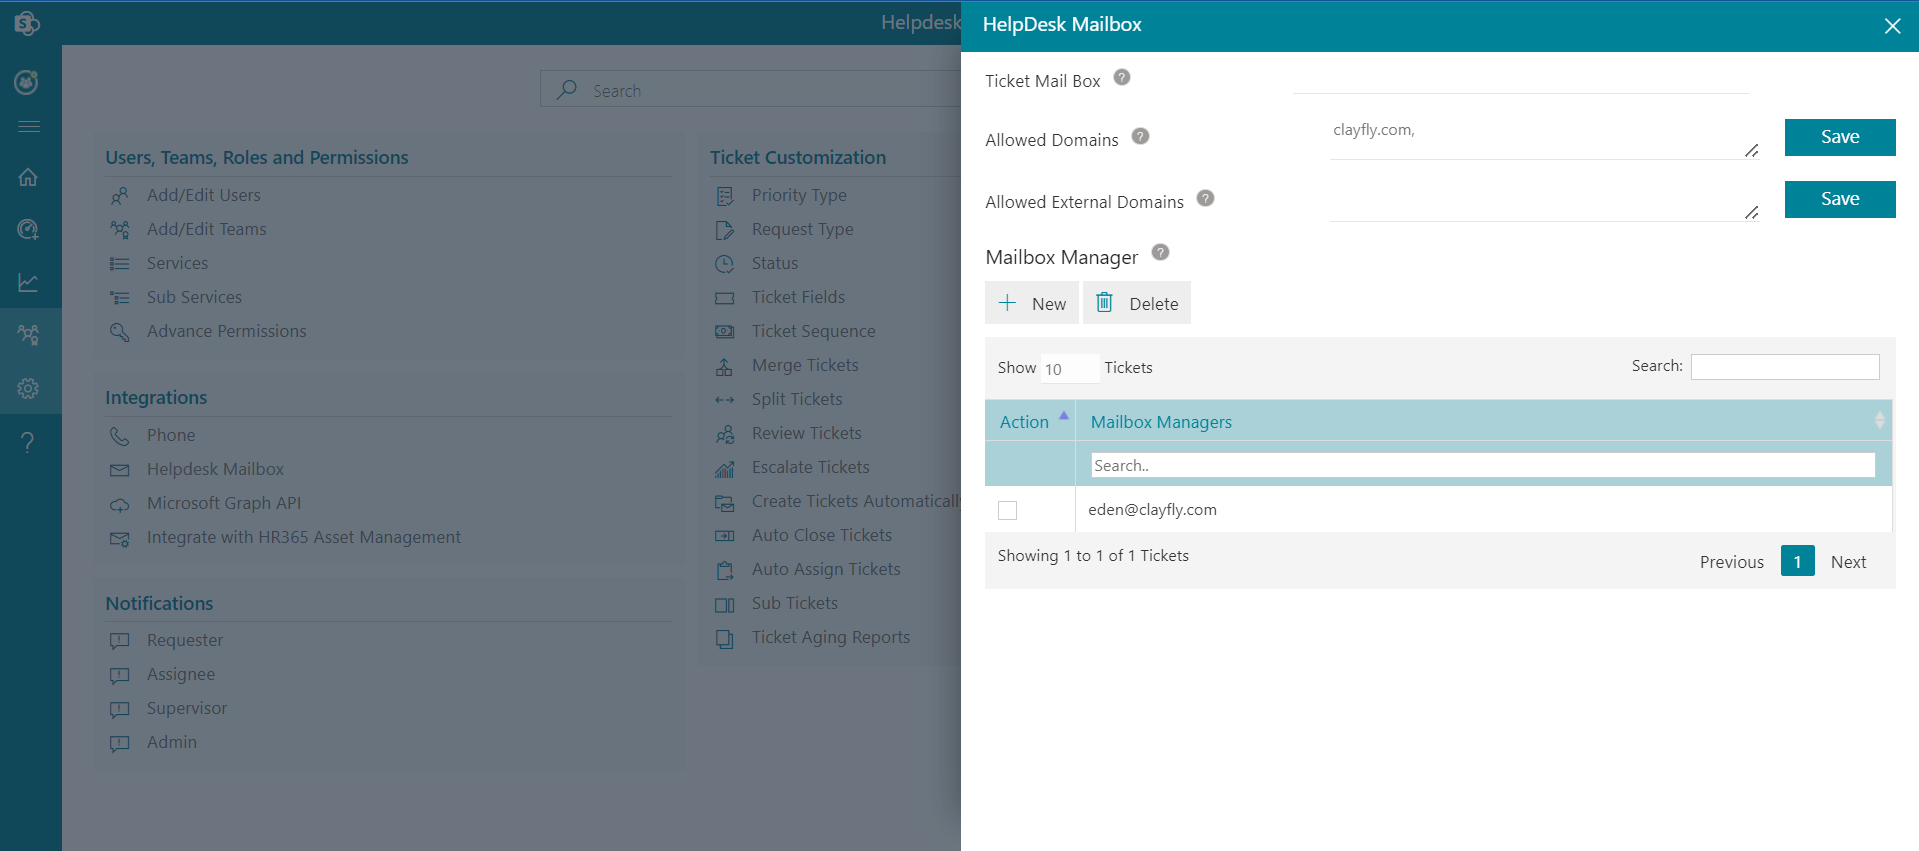 Helpdesk
Search
Users, Teams, Roles and Permissions
Add/Edit Users
Add/Edit Teams
Services
Sub Services
Advance Permissions
Integrations
Phone
Helpdesk Mailbox
Microsoft Graph API
Integrate with HR365 Asset Management
Notifications
Requester
Assignee
Supervisor
Admin
Ticket Customization
Priority Type
Request Type
Status
Ticket Fields
Ticket Sequence
Merge Tickets
Split Tickets
Review Tickets
Escalate Tickets
Create Tickets Automatically
Auto Close Tickets
Auto Assign Tickets
Sub Tickets
Ticket Aging Reports
HelpDesk Mailbox
Ticket Mail Box ?
Allowed Domains ? clayfly.com, Save
Allowed External Domains ? Save
Mailbox Manager ?
New Delete
Show 10 Tickets Search:
Action Mailbox Managers
Search..
eden@clayfly.com
Showing 1 to 1 of 1 Tickets
Previous 1 Next